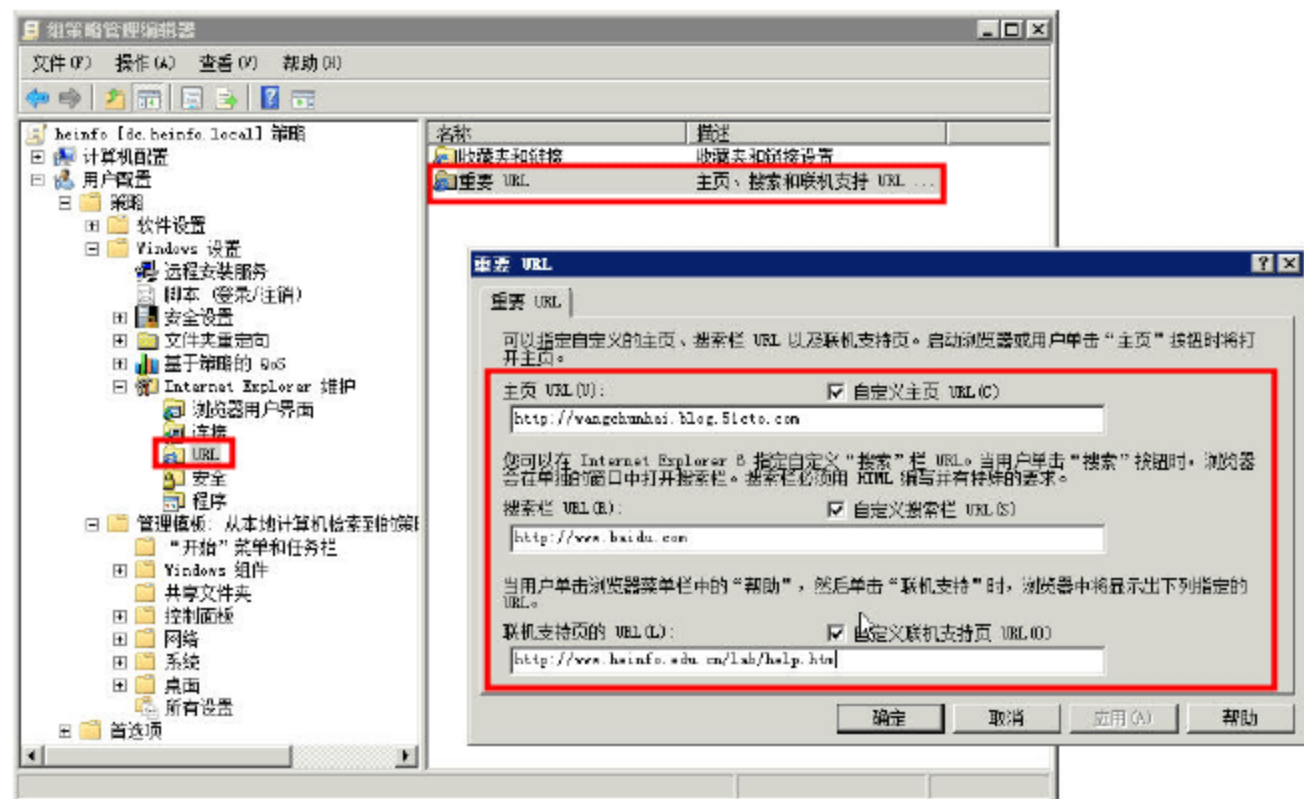 组策略管理编辑器
文件(F) 操作(A) 查看(V) 帮助(H)
heinfo [dc.heinfo.local] 策略
计算机配置
用户配置
策略
软件设置
Windows 设置
远程安装服务
脚本 (登录/注销)
安全设置
文件夹重定向
基于策略的 QoS
Internet Explorer 维护
浏览器用户界面
连接
URL
安全
程序
管理模板: 从本地计算机检索到的策
“开始”菜单和任务栏
Windows 组件
共享文件夹
控制面板
网络
系统
桌面
所有设置
首选项
名称 描述
收藏夹和链接 收藏夹和链接设置
重要 URL 主页、搜索和联机支持 URL ...
重要 URL
重要 URL
可以指定自定义的主页、搜索栏 URL 以及联机支持页。启动浏览器或用户单击“主页”按钮时将打
开主页。
主页 URL(U): 自定义主页 URL(C)
http://wangchunhai.blog.51cto.com
您可以在 Internet Explorer 6 指定自定义“搜索”栏 URL。当用户单击“搜索”按钮时，浏览器
会在单独的窗口中打开搜索栏。搜索栏必须用 HTML 编写并有特殊的要求。
搜索栏 URL(R): 自定义搜索栏 URL(S)
http://www.baidu.com
当用户单击浏览器菜单栏中的“帮助”，然后单击“联机支持”时，浏览器中将显示出下列指定的
URL。
联机支持页的 URL(L): 自定义联机支持页 URL(O)
http://www.heinfo.edu.cn/lab/help.htm
确定 取消 应用(A) 帮助